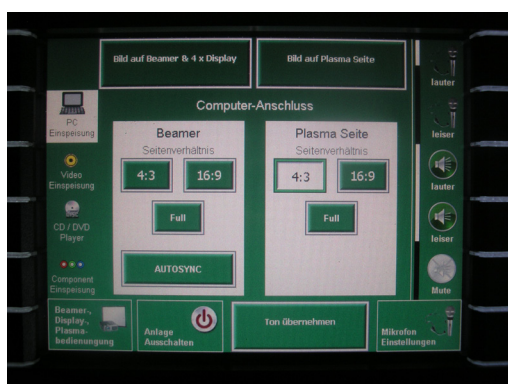 Bild auf Beamer & 4 x Display
Bild auf Plasma Seite
lauter
Computer-Anschluss
PC
Einspeisung
leiser
Beamer
Seitenverhältnis
4:3
16:9
Full
AUTOSYNC
Plasma Seite
Seitenverhältnis
4:3
16:9
Full
Video
Einspeisung
lauter
CD / DVD
Player
leiser
Component
Einspeisung
Mute
Beamer-,
Display-,
Plasma-
bedienungung
Anlage
Ausschalten
Ton übernehmen
Mikrofon
Einstellungen